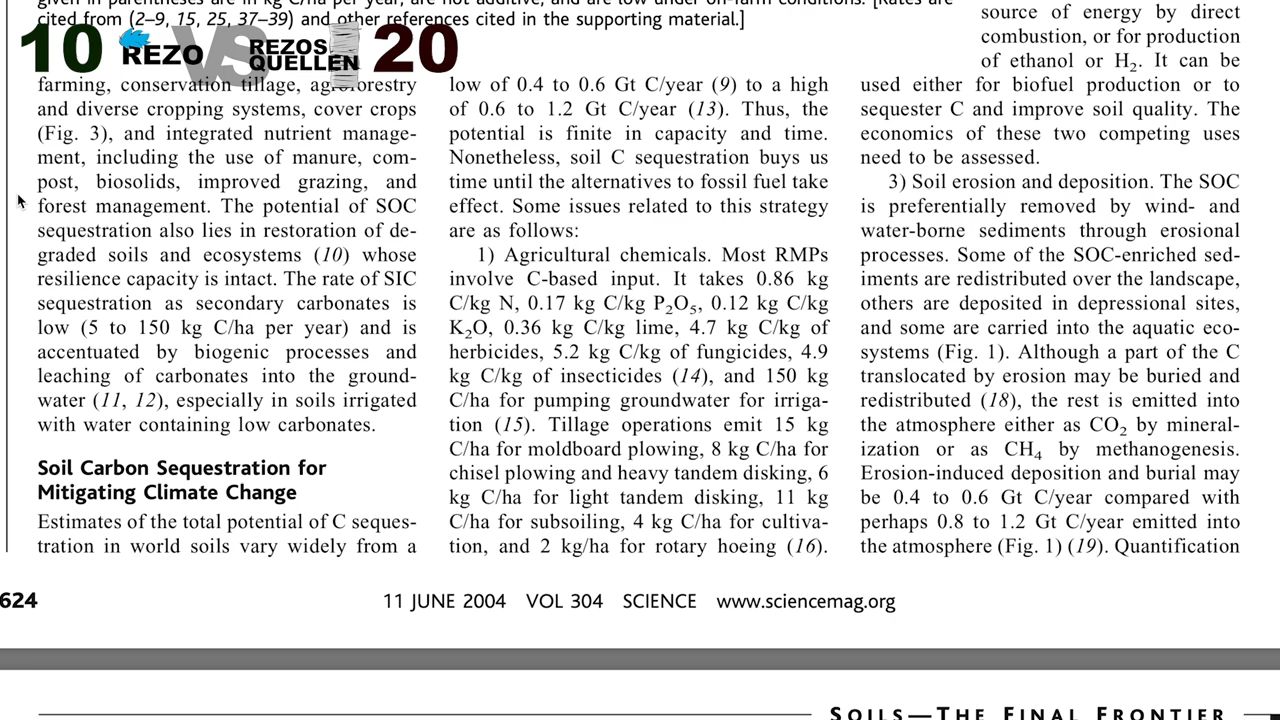 given in parentheses are in kg C/ha per year, are not additive, and are low under on-farm conditions. [Rates are
cited from (2–9, 15, 25, 37–39) and other references cited in the supporting material.]
10 REZO VS REZOS QUELLEN 20
farming, conservation tillage, agroforestry
and diverse cropping systems, cover crops
(Fig. 3), and integrated nutrient manage-
ment, including the use of manure, com-
post, biosolids, improved grazing, and
forest management. The potential of SOC
sequestration also lies in restoration of de-
graded soils and ecosystems (10) whose
resilience capacity is intact. The rate of SIC
sequestration as secondary carbonates is
low (5 to 150 kg C/ha per year) and is
accentuated by biogenic processes and
leaching of carbonates into the ground-
water (11, 12), especially in soils irrigated
with water containing low carbonates.
Soil Carbon Sequestration for
Mitigating Climate Change
Estimates of the total potential of C seques-
tration in world soils vary widely from a
low of 0.4 to 0.6 Gt C/year (9) to a high
of 0.6 to 1.2 Gt C/year (13). Thus, the
potential is finite in capacity and time.
Nonetheless, soil C sequestration buys us
time until the alternatives to fossil fuel take
effect. Some issues related to this strategy
are as follows:
1) Agricultural chemicals. Most RMPs
involve C-based input. It takes 0.86 kg
C/kg N, 0.17 kg C/kg P₂O₅, 0.12 kg C/kg
K₂O, 0.36 kg C/kg lime, 4.7 kg C/kg of
herbicides, 5.2 kg C/kg of fungicides, 4.9
kg C/kg of insecticides (14), and 150 kg
C/ha for pumping groundwater for irriga-
tion (15). Tillage operations emit 15 kg
C/ha for moldboard plowing, 8 kg C/ha for
chisel plowing and heavy tandem disking, 6
kg C/ha for light tandem disking, 11 kg
C/ha for subsoiling, 4 kg C/ha for cultiva-
tion, and 2 kg/ha for rotary hoeing (16).
source of energy by direct
combustion, or for production
of ethanol or H₂. It can be
used either for biofuel production or to
sequester C and improve soil quality. The
economics of these two competing uses
need to be assessed.
3) Soil erosion and deposition. The SOC
is preferentially removed by wind- and
water-borne sediments through erosional
processes. Some of the SOC-enriched sed-
iments are redistributed over the landscape,
others are deposited in depressional sites,
and some are carried into the aquatic eco-
systems (Fig. 1). Although a part of the C
translocated by erosion may be buried and
redistributed (18), the rest is emitted into
the atmosphere either as CO₂ by mineral-
ization or as CH₄ by methanogenesis.
Erosion-induced deposition and burial may
be 0.4 to 0.6 Gt C/year compared with
perhaps 0.8 to 1.2 Gt C/year emitted into
the atmosphere (Fig. 1) (19). Quantification
624 11 JUNE 2004 VOL 304 SCIENCE www.sciencemag.org
SOILS—THE FINAL FRONTIER